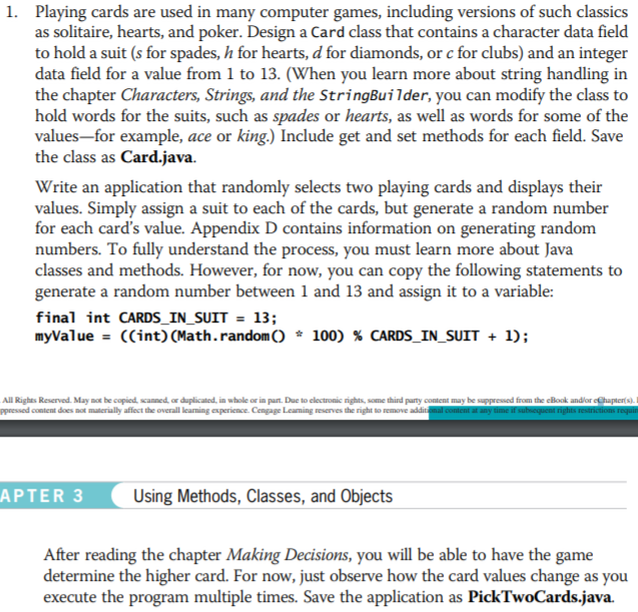 1. Playing cards are used in many computer games, including versions of such classics
as solitaire, hearts, and poker. Design a Card class that contains a character data field
to hold a suit (s for spades, h for hearts, d for diamonds, or c for clubs) and an integer
data field for a value from 1 to 13. (When you learn more about string handling in
the chapter Characters, Strings, and the StringBuilder, you can modify the class to
hold words for the suits, such as spades or hearts, as well as words for some of the
values—for example, ace or king.) Include get and set methods for each field. Save
the class as Card.java.
Write an application that randomly selects two playing cards and displays their
values. Simply assign a suit to each of the cards, but generate a random number
for each card's value. Appendix D contains information on generating random
numbers. To fully understand the process, you must learn more about Java
classes and methods. However, for now, you can copy the following statements to
generate a random number between 1 and 13 and assign it to a variable:
final int CARDS_IN_SUIT = 13;
myValue = ((int)(Math.random() * 100) % CARDS_IN_SUIT + 1);
All Rights Reserved. May not be copied, scanned, or duplicated, in whole or in part. Due to electronic rights, some third party content may be suppressed from the eBook and/or eChapter(s).
ppressed content does not materially affect the overall learning experience. Cengage Learning reserves the right to remove additional content at any time if subsequent rights restrictions requir
APTER 3 Using Methods, Classes, and Objects
After reading the chapter Making Decisions, you will be able to have the game
determine the higher card. For now, just observe how the card values change as you
execute the program multiple times. Save the application as PickTwoCards.java.